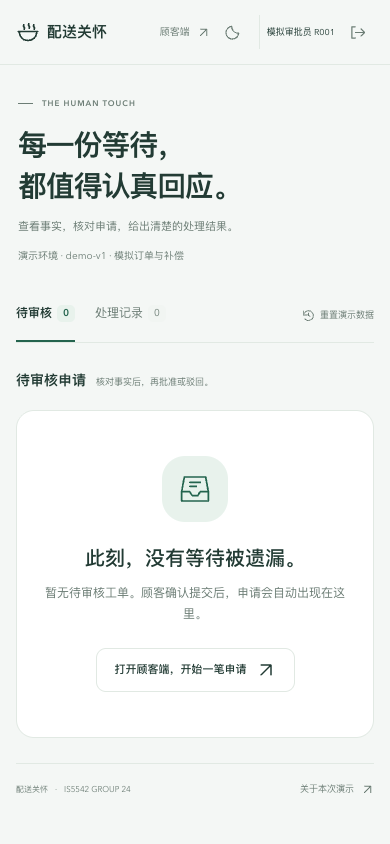 配送关怀
顾客端
模拟审批员 R001
THE HUMAN TOUCH
每一份等待，
都值得认真回应。
查看事实，核对申请，给出清楚的处理结果。
演示环境 · demo-v1 · 模拟订单与补偿
待审核 0
处理记录 0
重置演示数据
待审核申请 核对事实后，再批准或驳回。
此刻，没有等待被遗漏。
暂无待审核工单。顾客确认提交后，申请会自动出现在这
里。
打开顾客端，开始一笔申请
配送关怀 · IS5542 GROUP 24
关于本次演示